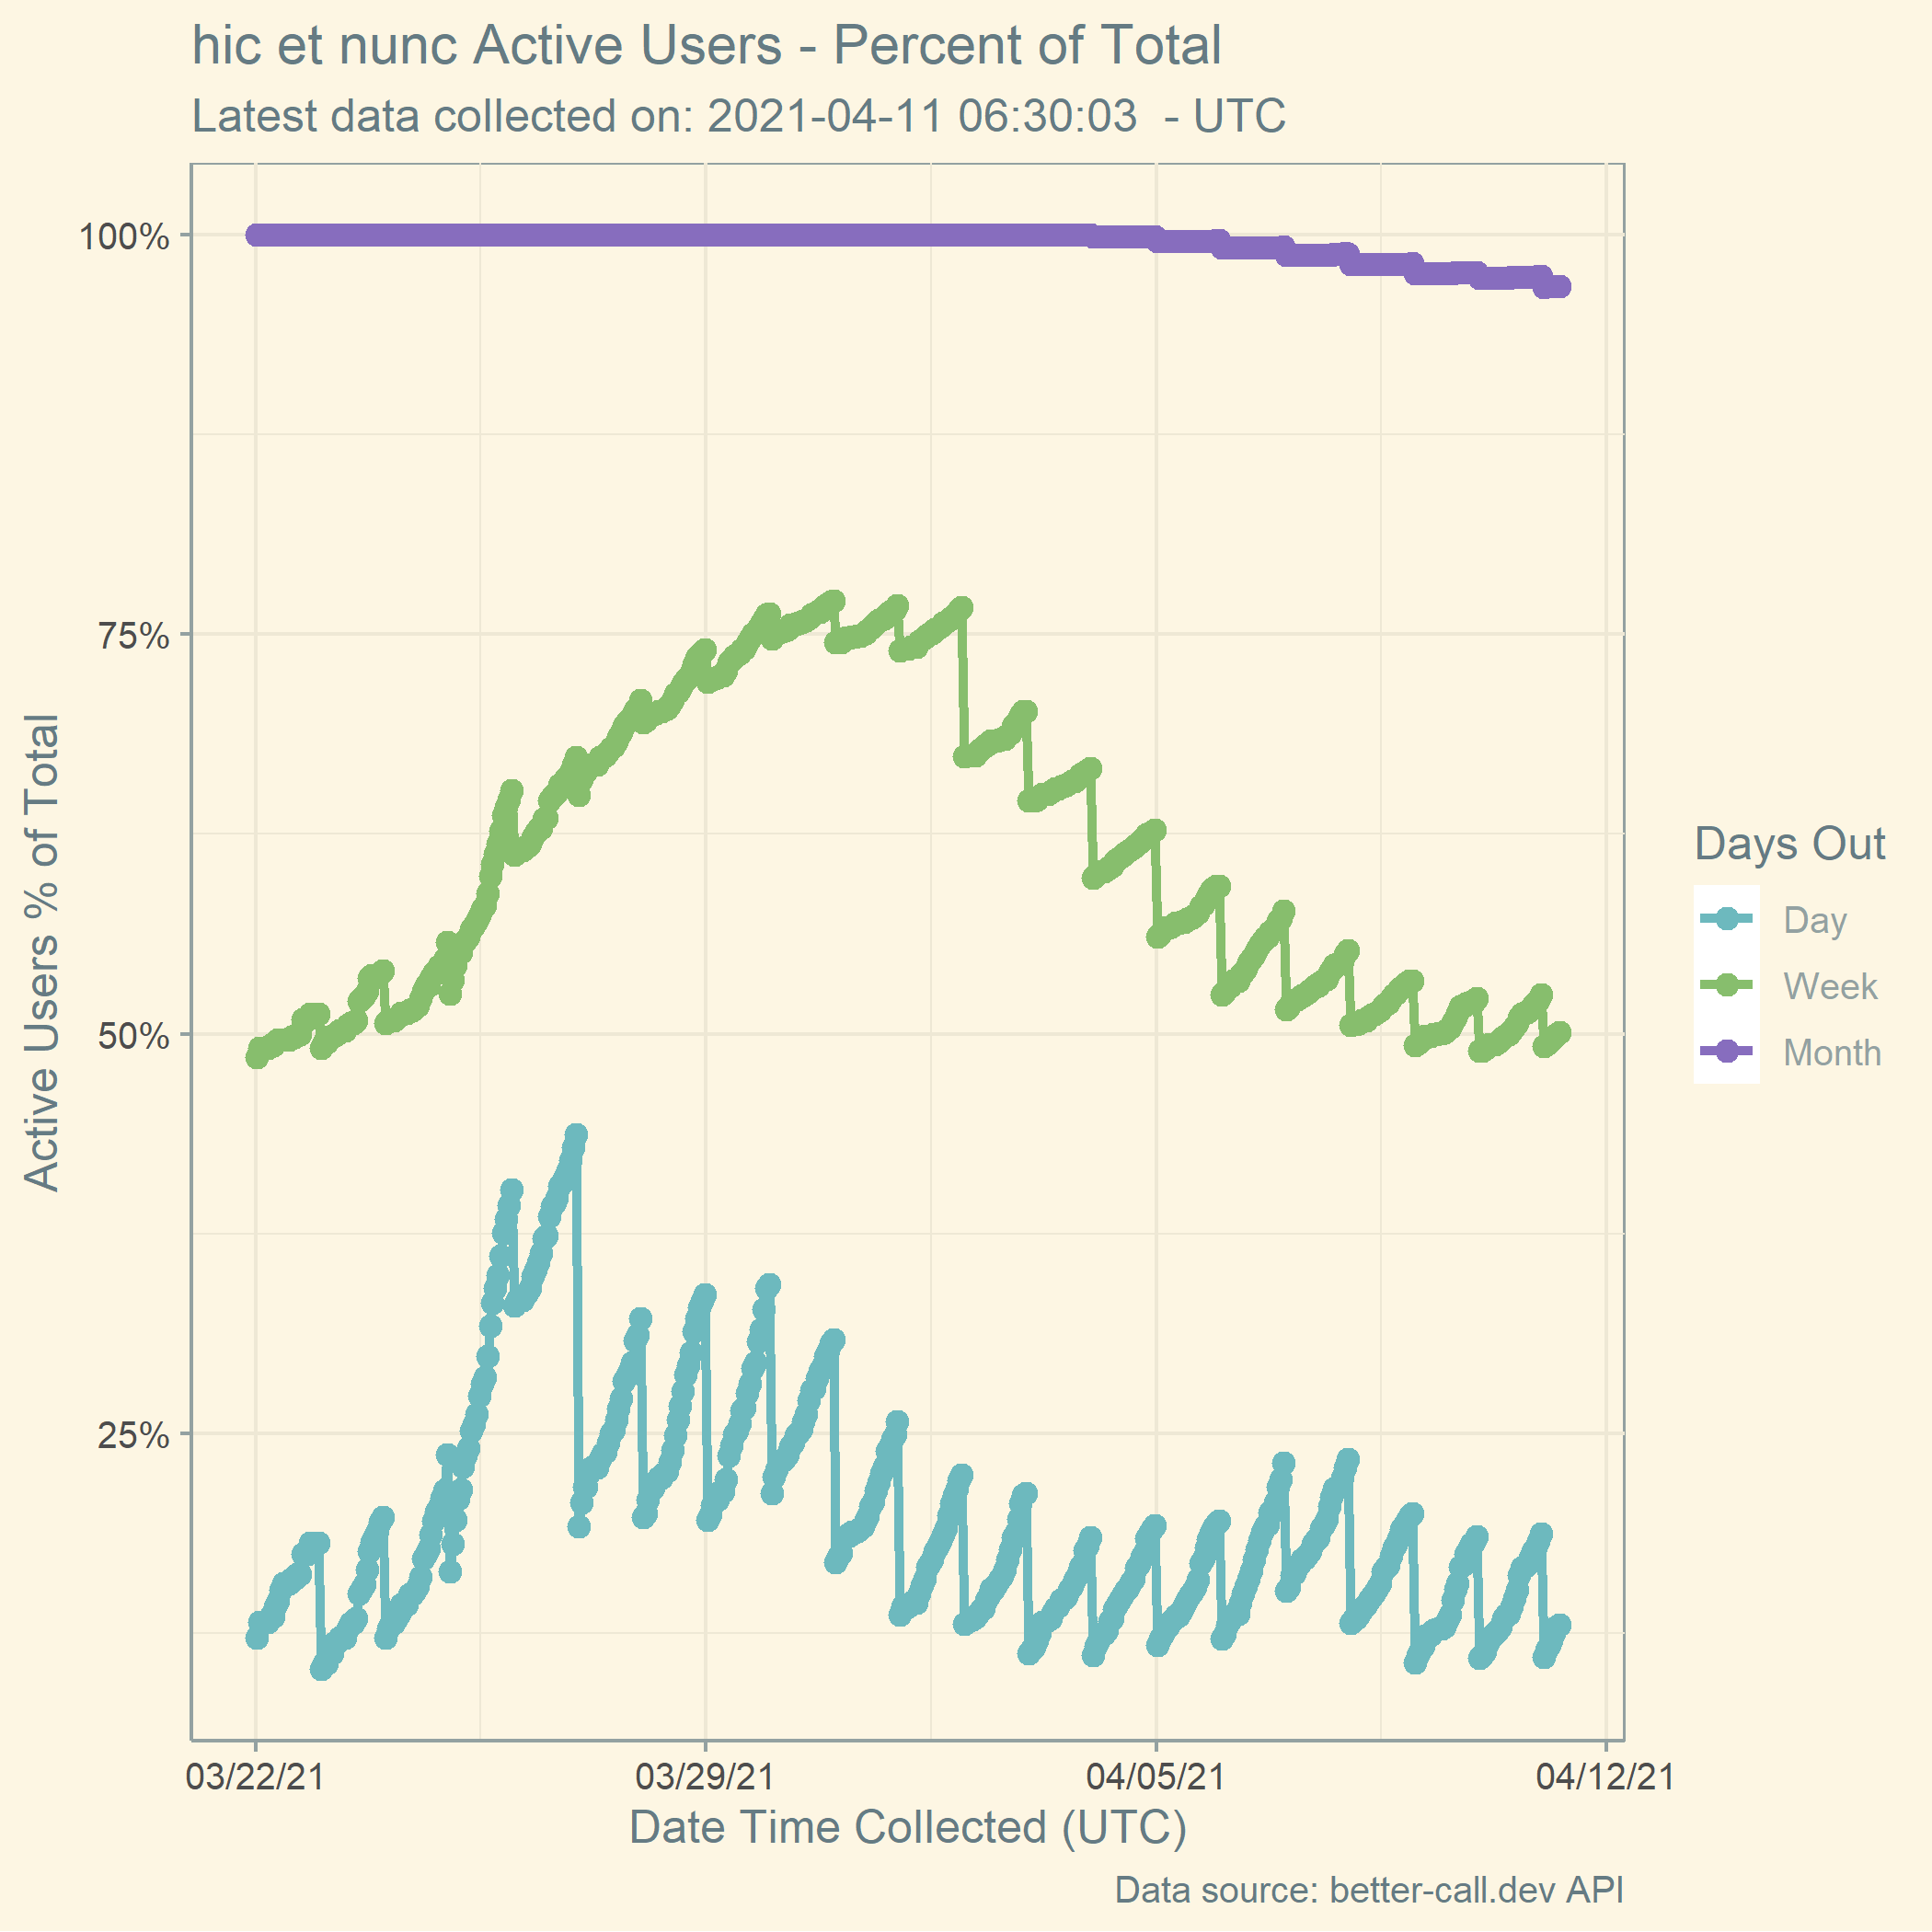 hic et nunc Active Users - Percent of Total
Latest data collected on: 2021-04-11 06:30:03  - UTC
Active Users % of Total
100%
75%
50%
25%
03/22/21
03/29/21
04/05/21
04/12/21
Date Time Collected (UTC)
Days Out
Day
Week
Month
Data source: better-call.dev API